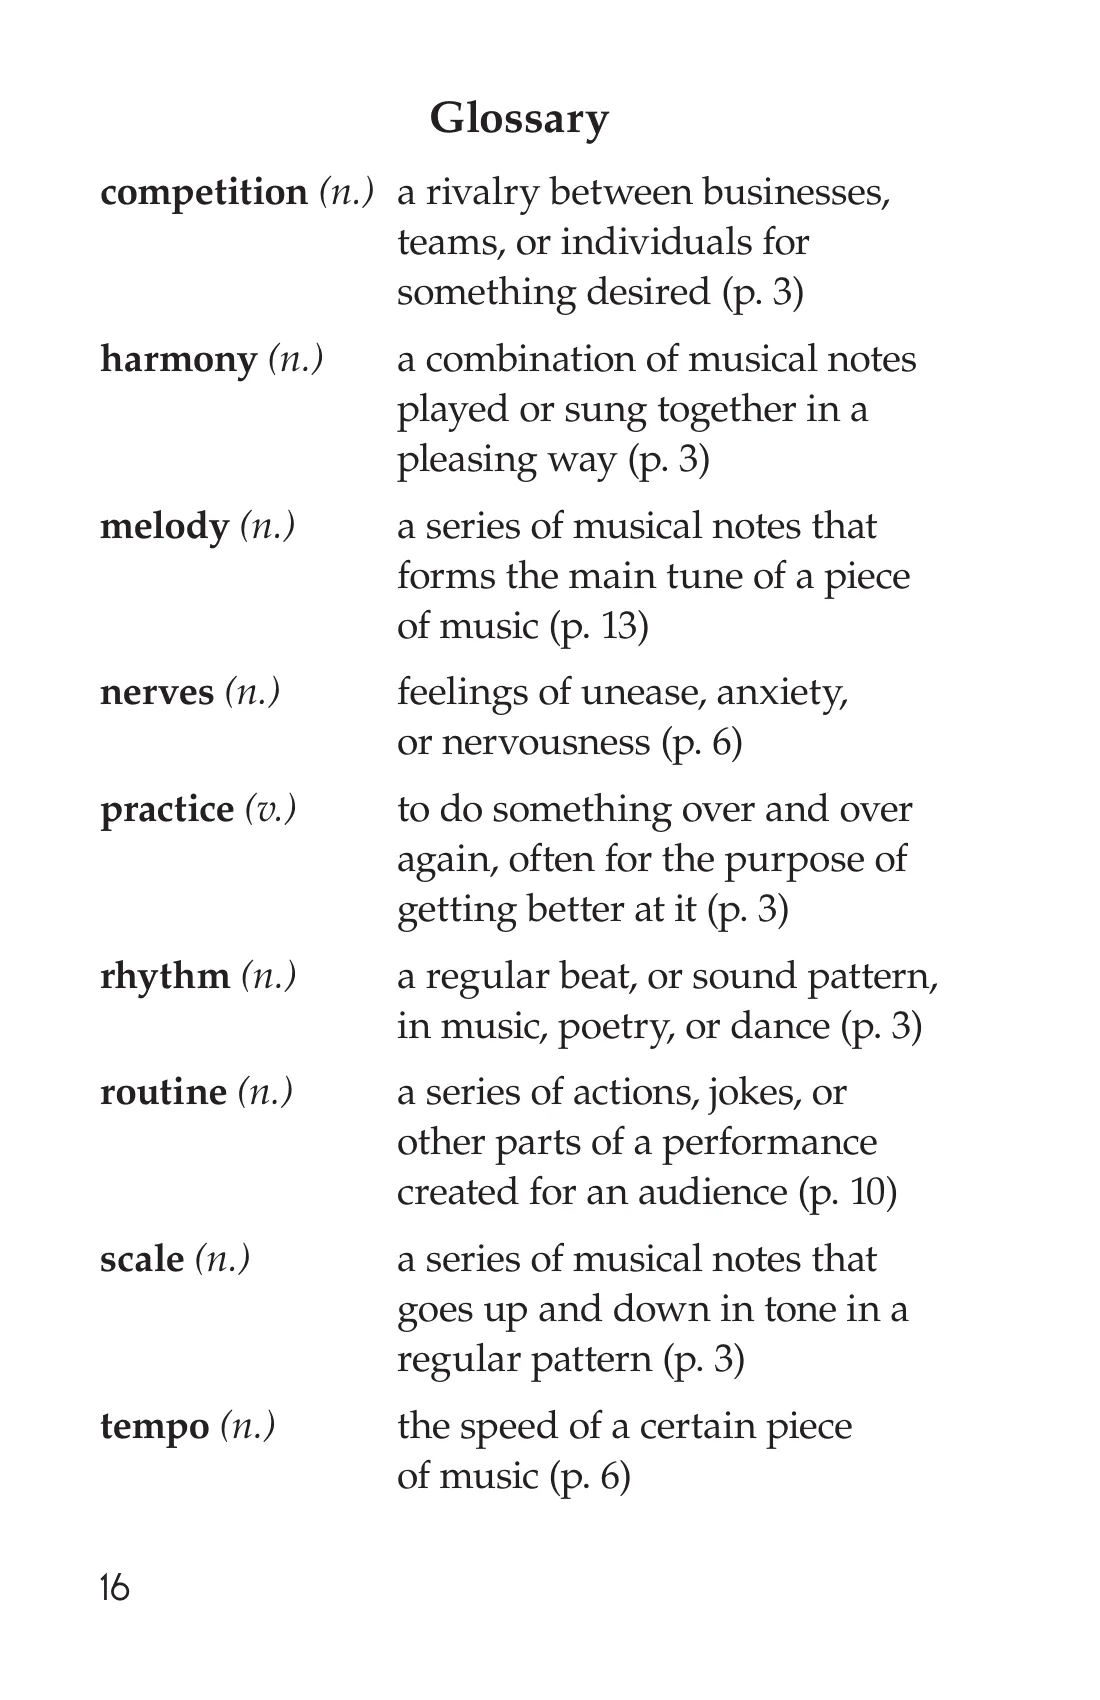 Glossary
competition (n.) a rivalry between businesses,
teams, or individuals for
something desired (p. 3)
harmony (n.) a combination of musical notes
played or sung together in a
pleasing way (p. 3)
melody (n.) a series of musical notes that
forms the main tune of a piece
of music (p. 13)
nerves (n.) feelings of unease, anxiety,
or nervousness (p. 6)
practice (v.) to do something over and over
again, often for the purpose of
getting better at it (p. 3)
rhythm (n.) a regular beat, or sound pattern,
in music, poetry, or dance (p. 3)
routine (n.) a series of actions, jokes, or
other parts of a performance
created for an audience (p. 10)
scale (n.) a series of musical notes that
goes up and down in tone in a
regular pattern (p. 3)
tempo (n.) the speed of a certain piece
of music (p. 6)
16